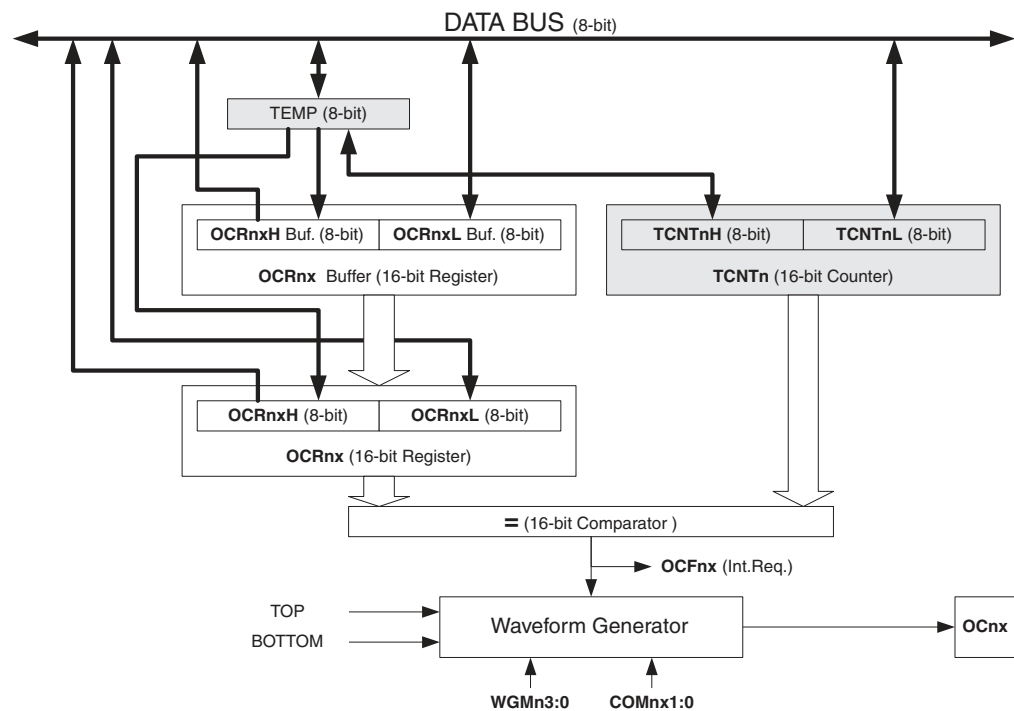 DATA BUS (8-bit)
TEMP (8-bit)
OCRnxH Buf. (8-bit) OCRnxL Buf. (8-bit)
OCRnx Buffer (16-bit Register)
TCNTnH (8-bit) TCNTnL (8-bit)
TCNTn (16-bit Counter)
OCRnxH (8-bit) OCRnxL (8-bit)
OCRnx (16-bit Register)
= (16-bit Comparator )
OCFnx (Int.Req.)
TOP
BOTTOM
Waveform Generator
OCnx
WGMn3:0 COMnx1:0